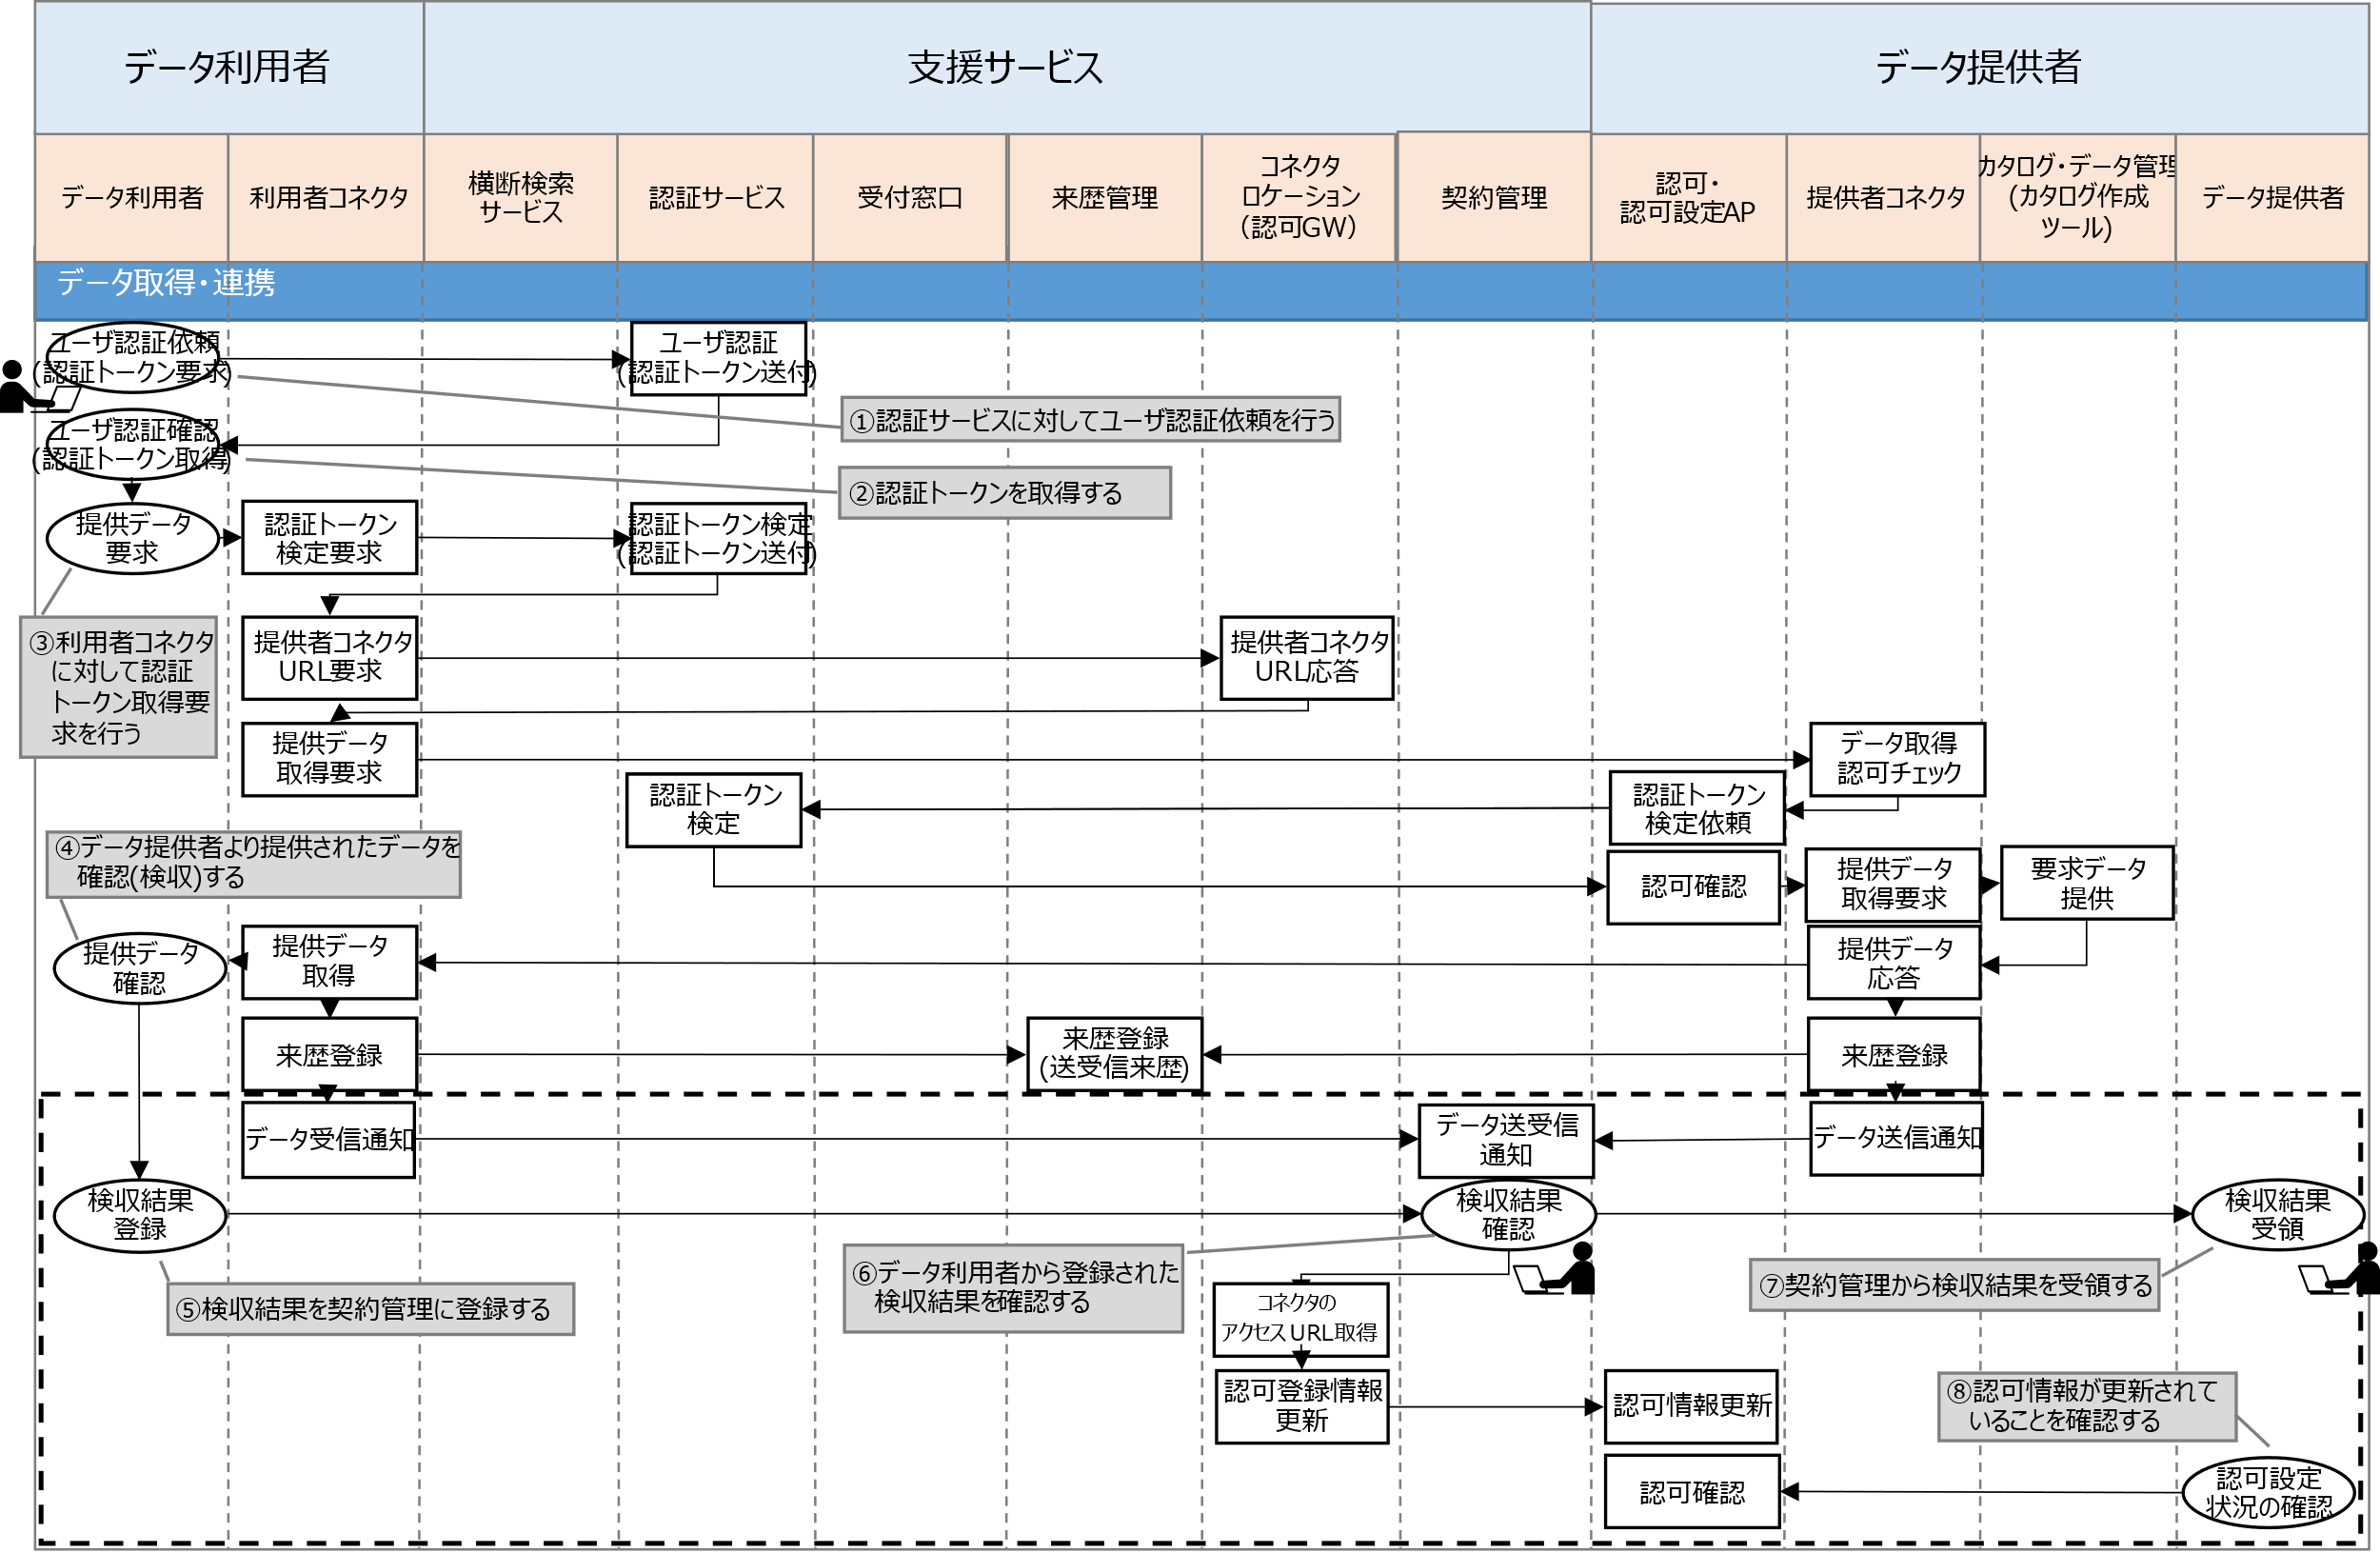 データ利用者
支援サービス
データ提供者
データ利用者
利用者コネクタ
横断検索
サービス
認証サービス
受付窓口
来歴管理
コネクタ
ロケーション
（認可GW）
契約管理
認可・
認可設定AP
提供者コネクタ
カタログ・データ管理
(カタログ作成
ツール)
データ提供者
データ取得・連携
ユーザ認証依頼
(認証トークン要求)
ユーザ認証
(認証トークン送付)
①認証サービスに対してユーザ認証依頼を行う
ユーザ認証確認
(認証トークン取得)
②認証トークンを取得する
提供データ
要求
認証トークン
検定要求
認証トークン検定
(認証トークン送付)
③利用者コネクタ
に対して認証
トークン取得要
求を行う
提供者コネクタ
URL要求
提供者コネクタ
URL応答
提供データ
取得要求
データ取得
認可チェック
認証トークン
検定
認証トークン
検定依頼
④データ提供者より提供されたデータを
確認(検収)する
認可確認
提供データ
取得要求
要求データ
提供
提供データ
確認
提供データ
取得
提供データ
応答
来歴登録
来歴登録
(送受信来歴)
来歴登録
データ受信通知
データ送受信
通知
データ送信通知
検収結果
登録
検収結果
確認
検収結果
受領
⑤検収結果を契約管理に登録する
⑥データ利用者から登録された
検収結果を確認する
コネクタの
アクセスURL取得
⑦契約管理から検収結果を受領する
認可登録情報
更新
認可情報更新
⑧認可情報が更新されて
いることを確認する
認可確認
認可設定
状況の確認